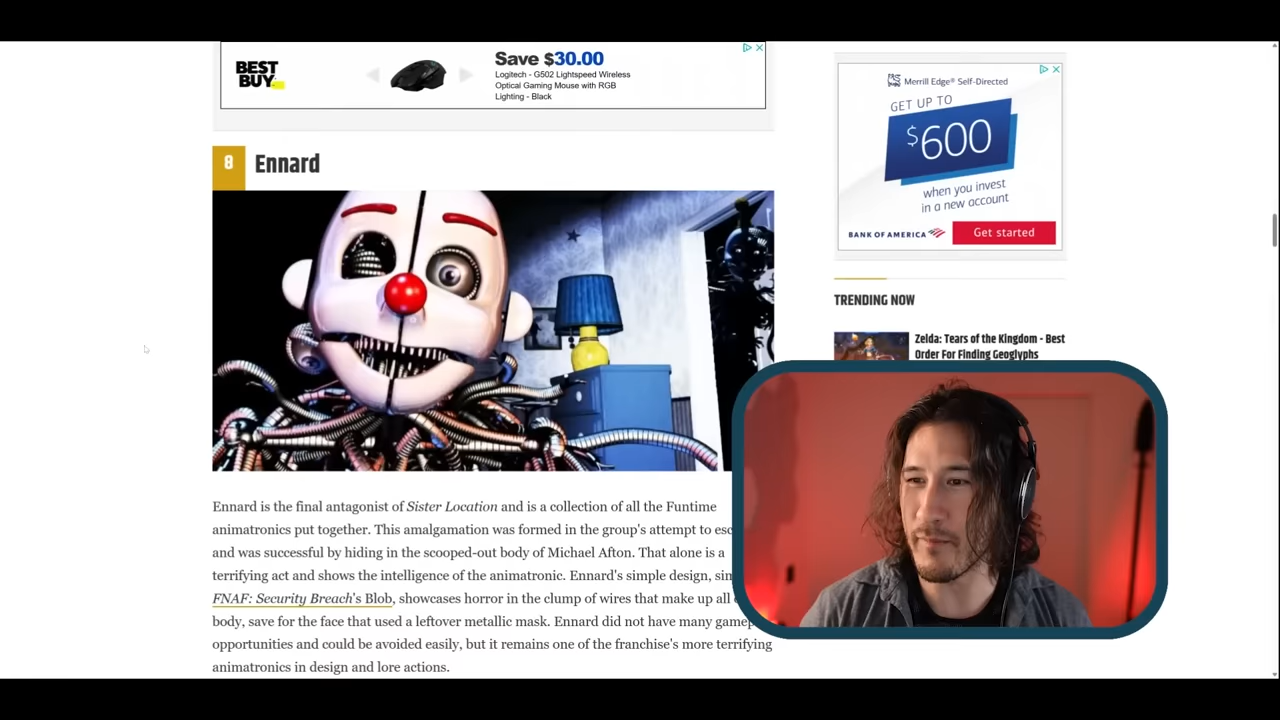 BEST
BUY
Save $30.00
Logitech - G502 Lightspeed Wireless
Optical Gaming Mouse with RGB
Lighting - Black
Merrill Edge® Self-Directed
GET UP TO
$600
when you invest
in a new account
BANK OF AMERICA
Get started
8 Ennard
TRENDING NOW
Zelda: Tears of the Kingdom - Best
Order For Finding Geoglyphs
Ennard is the final antagonist of Sister Location and is a collection of all the Funtime
animatronics put together. This amalgamation was formed in the group's attempt to
and was successful by hiding in the scooped-out body of Michael Afton. That alone is a
terrifying act and shows the intelligence of the animatronic. Ennard's simple design,
FNAF: Security Breach's Blob, showcases horror in the clump of wires that make up all
body, save for the face that used a leftover metallic mask. Ennard did not have many
opportunities and could be avoided easily, but it remains one of the franchise's more terrifying
animatronics in design and lore actions.